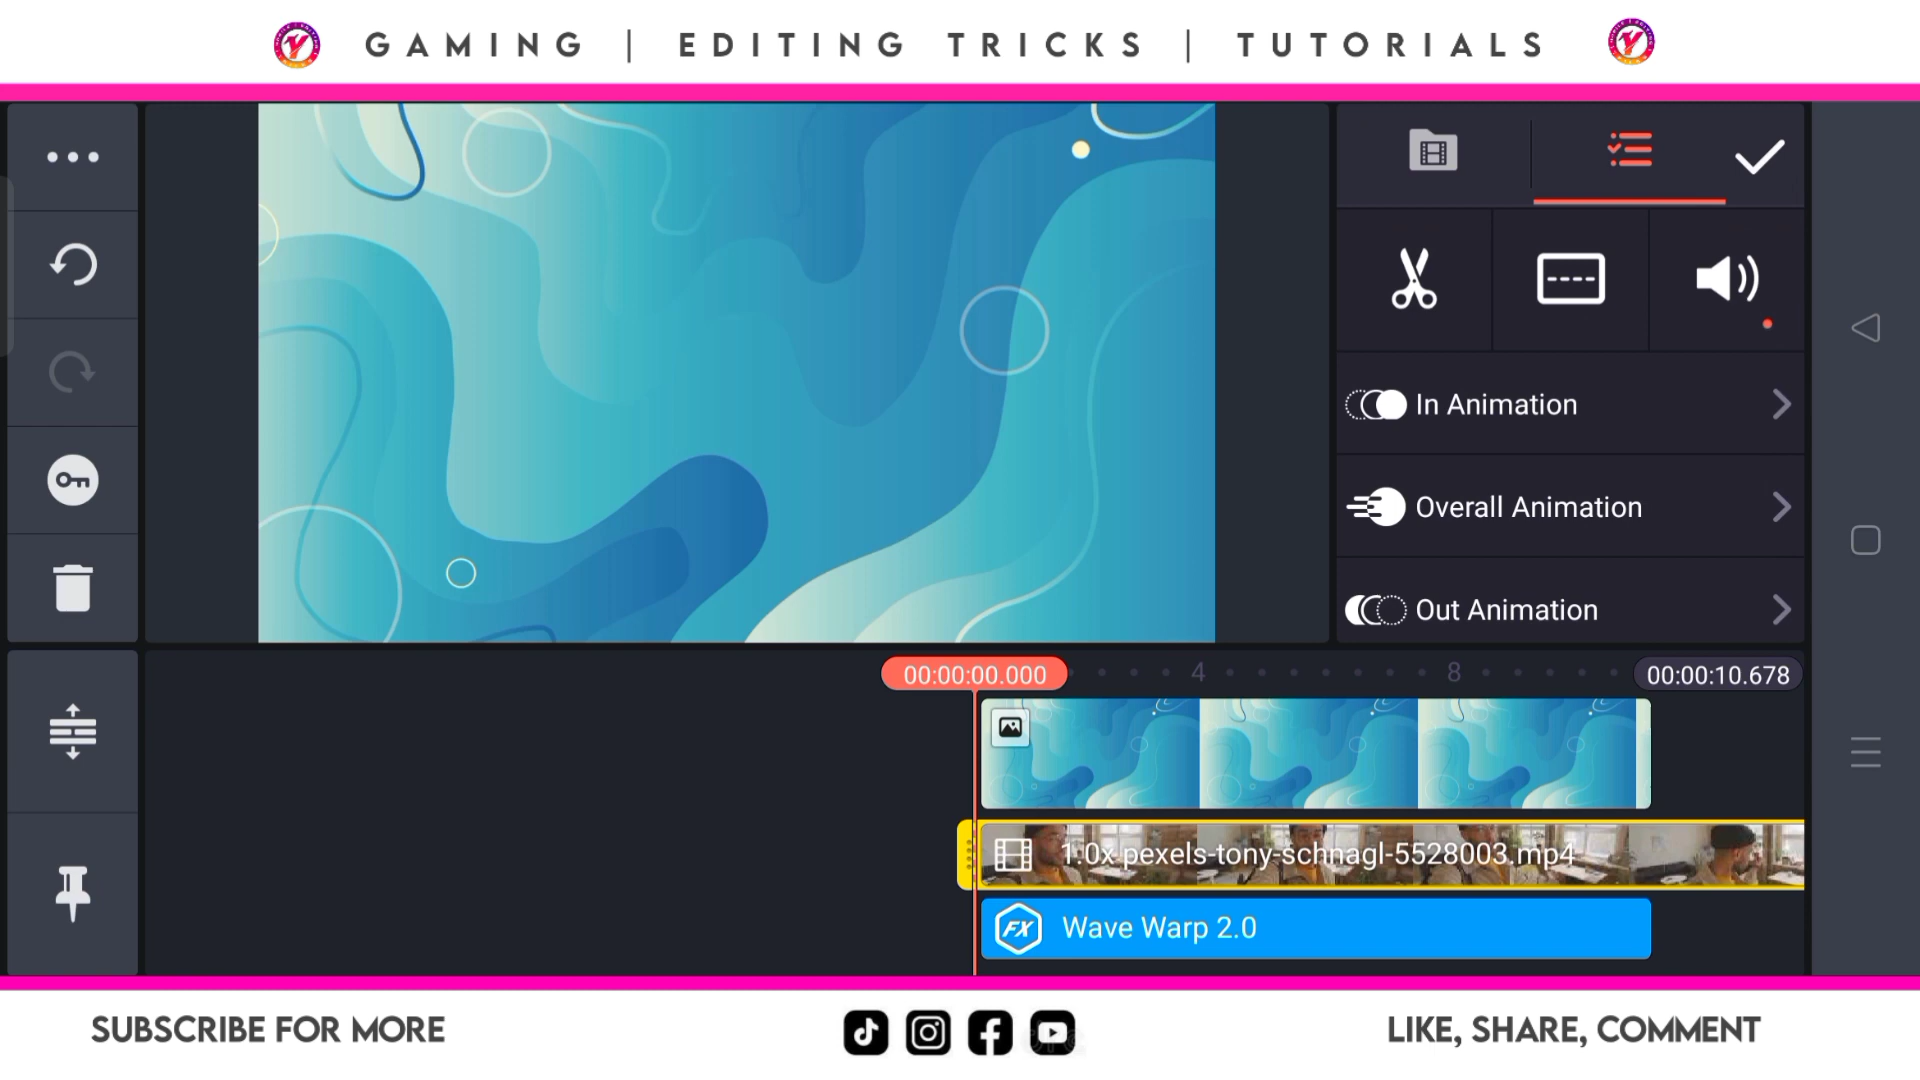 GAMING | EDITING TRICKS | TUTORIALS
In Animation
Overall Animation
Out Animation
00:00:00.000
4
8
00:00:10.678
1.0x pexels-tony-schnagl-5528003.mp4
FX
Wave Warp 2.0
SUBSCRIBE FOR MORE
LIKE, SHARE, COMMENT